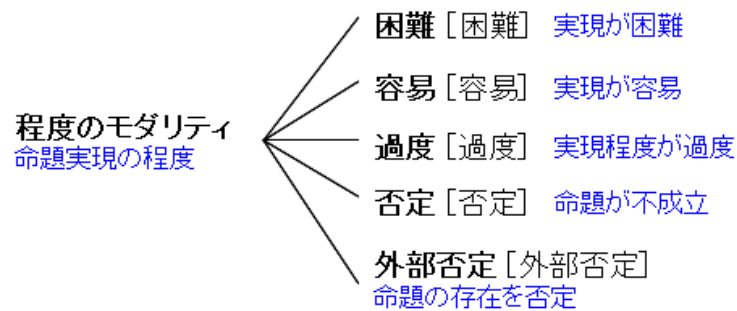 困難［困難］ 実現が困難
容易［容易］ 実現が容易
程度のモダリティ
命題実現の程度
過度［過度］ 実現程度が過度
否定［否定］ 命題が不成立
外部否定［外部否定］
命題の存在を否定